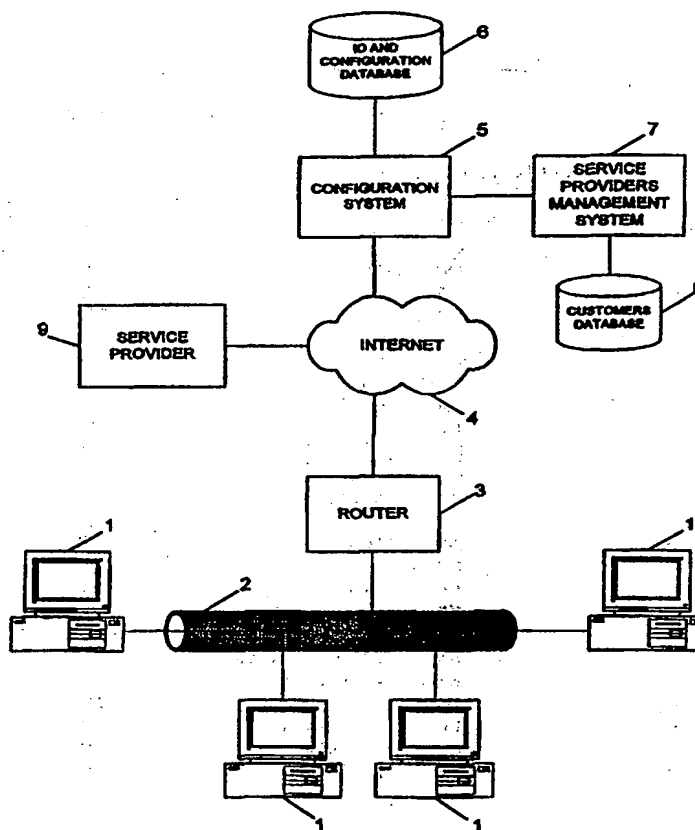 6
ID AND
CONFIGURATION
DATABASE
5
7
CONFIGURATION
SYSTEM
SERVICE
PROVIDERS
MANAGEMENT
SYSTEM
9
SERVICE
PROVIDER
INTERNET
CUSTOMERS
DATABASE
4
3
ROUTER
1
2
1
1
1